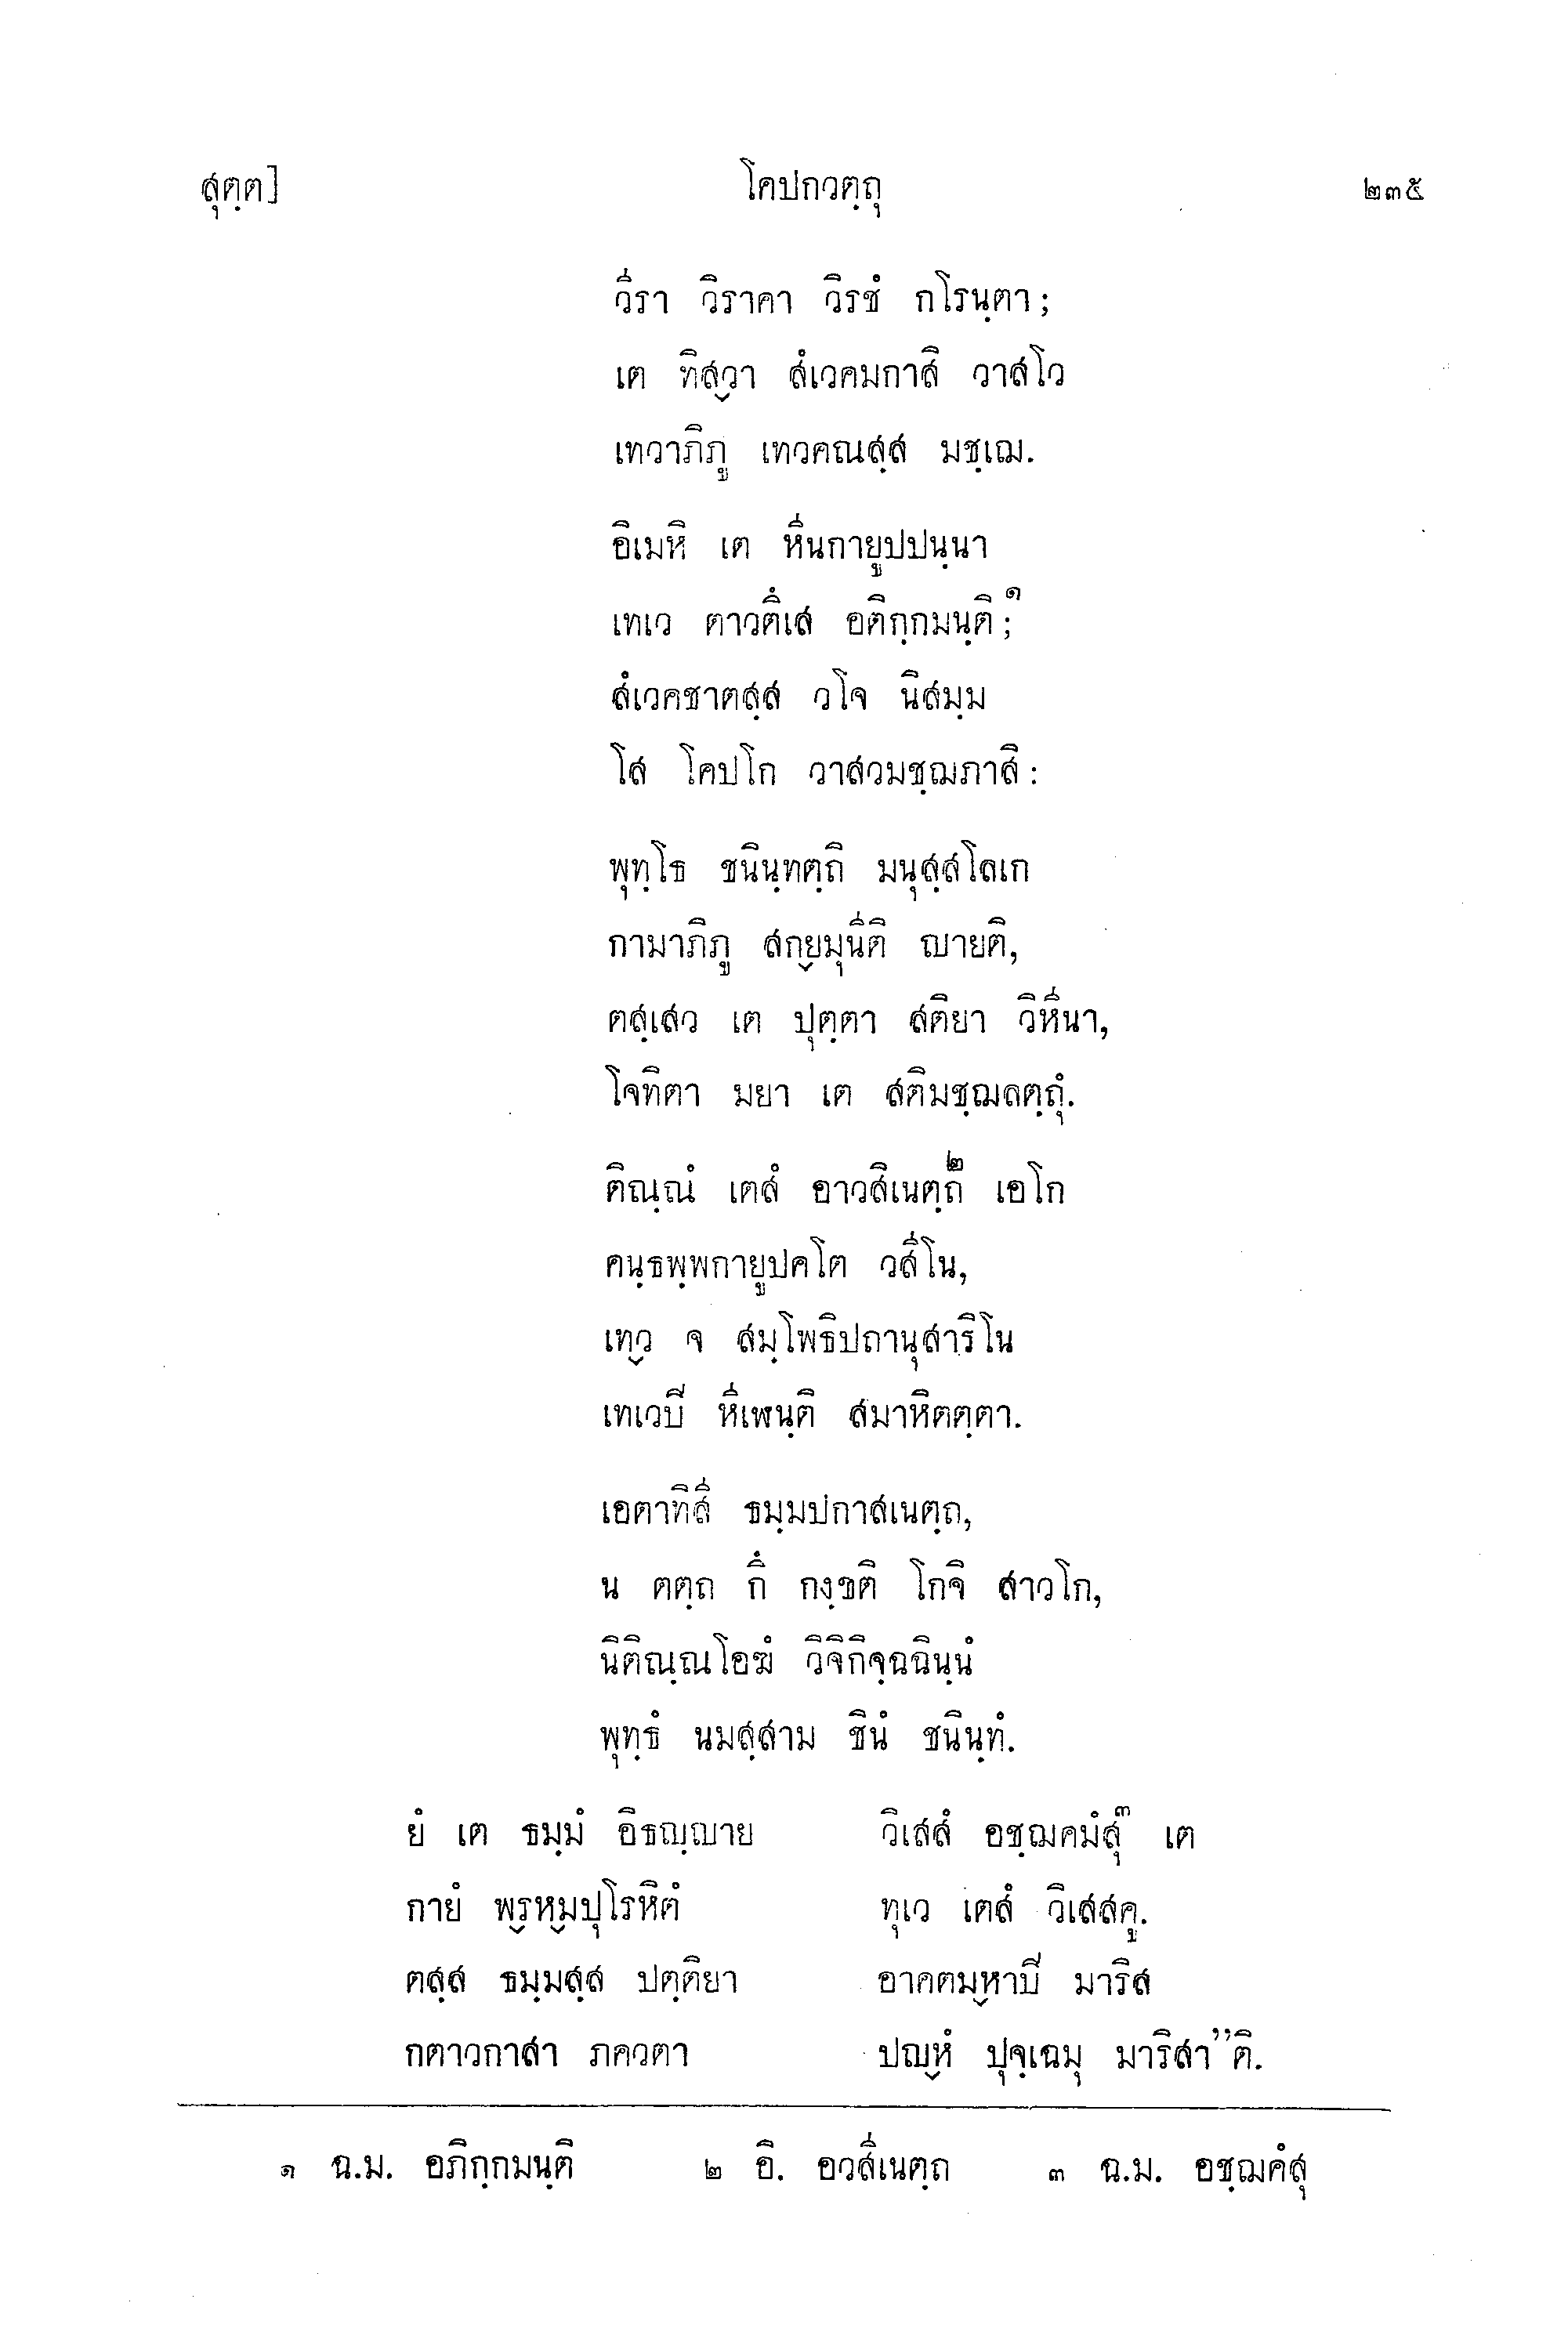 สุตฺต] โคปกวตฺถุ ๒๓๕
วีรา วิราคา วิรชํ กโรนฺตา ;
เต ทิสฺวา สํเวคมกาสิ วาสโว
เทวาภิภู เทวคณสฺส มชฺเฌ.
อิเมหิ เต หีนกายูปปนฺนา
เทเว ตาวตึเส อติกฺกมนฺติ ;๑
สํเวคชาตสฺส วโจ นิสมฺม
โส โคปโก วาสวมชฺฌภาสิ :
พุทฺโธ ชนินฺทตฺถิ มนุสฺสโลเก
กามาภิภู สกฺยมุนีติ ญายติ,
ตสฺเสว เต ปุตฺตา สติยา วิหีนา,
โจทิตา มยา เต สติมชฺฌลตฺถุํ.
ติณฺณํ เตสํ อาวสิเนตฺถ๒ เอโก
คนฺธพฺพกายูปคโต วสีโน,
เทฺว จ สมฺโพธิปถานุสาริโน
เทเวปี หีเฬนฺติ สมาหิตตฺตา.
เอตาทิสี ธมฺมปกาสเนตฺถ,
น ตตฺถ กึ กงฺขติ โกจิ สาวโก,
นิติณฺณโอฆํ วิจิกิจฺฉฉินฺนํ
พุทฺธํ นมสฺสาม ชินํ ชนินฺทํ.
ยํ เต ธมฺมํ อิธญฺญาย วิเสสํ อชฺฌคมํสุ๓ เต
กายํ พฺรหฺมปุโรหิตํ ทุเว เตสํ วิเสสคู.
ตสฺส ธมฺมสฺส ปตฺติยา อาคตมฺหาปี มาริส
กตาวกาสา ภควตา ปญฺหํ ปุจฺเฉมุ มาริสา”ติ.
๑ ฉ.ม. อภิกฺกมนฺติ ๒ อิ. อวสีเนตฺถ ๓ ฉ.ม. อชฺฌคํสุ